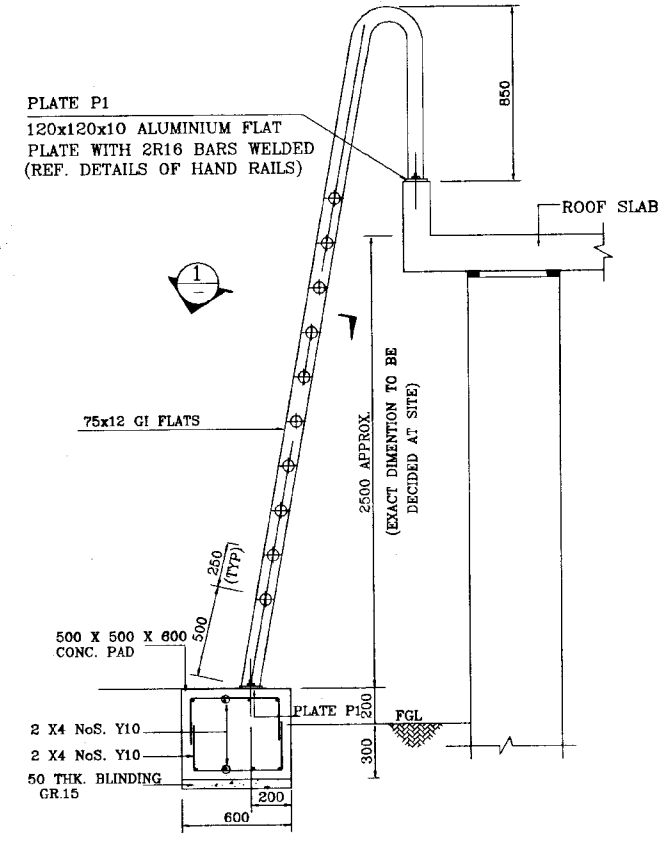 850
PLATE P1
120x120x10 ALUMINIUM FLAT
PLATE WITH 2R16 BARS WELDED
(REF. DETAILS OF HAND RAILS)
ROOF SLAB
1
75x12 GI FLATS
2500 APPROX.
(EXACT DIMENTION TO BE
DECIDED AT SITE)
250
(TYP)
500
500 X 500 X 600
CONC. PAD
PLATE P1
200
FGL
2 X4 NoS. Y10
2 X4 NoS. Y10
300
50 THK. BLINDING
GR.15
200
600